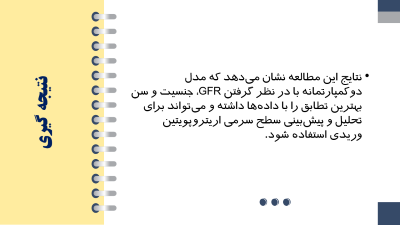 نتیجه گیری
• نتایج این مطالعه نشان می‌دهد که مدل
دوکمپارتمانه با در نظر گرفتن GFR، جنسیت و سن
بهترین تطابق را با داده‌ها داشته و می‌تواند برای
تحلیل و پیش‌بینی سطح سرمی اریتروپویتین
وریدی استفاده شود.